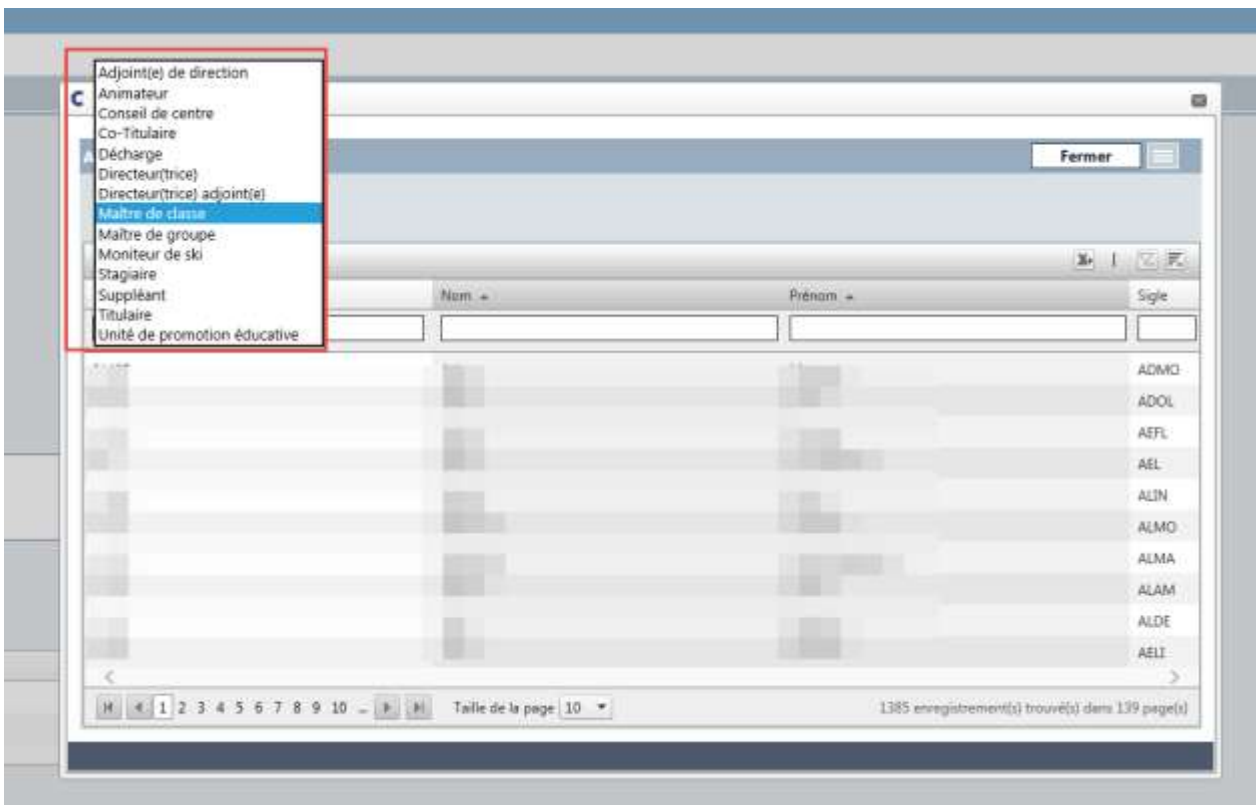 Adjoint(e) de direction
Animateur
Conseil de centre
Co-Titulaire
Décharge
Directeur(trice)
Directeur(trice) adjoint(e)
Maître de classe
Maître de groupe
Moniteur de ski
Stagiaire
Suppléant
Titulaire
Unité de promotion éducative
C
Fermer
Nom Prénom Sigle
ADMO
ADOL
AEFL
AEL
ALIN
ALMO
ALMA
ALAM
ALDE
AELI
1 2 3 4 5 6 7 8 9 10 ... Taille de la page 10 1385 enregistrement(s) trouvé(s) dans 139 page(s)